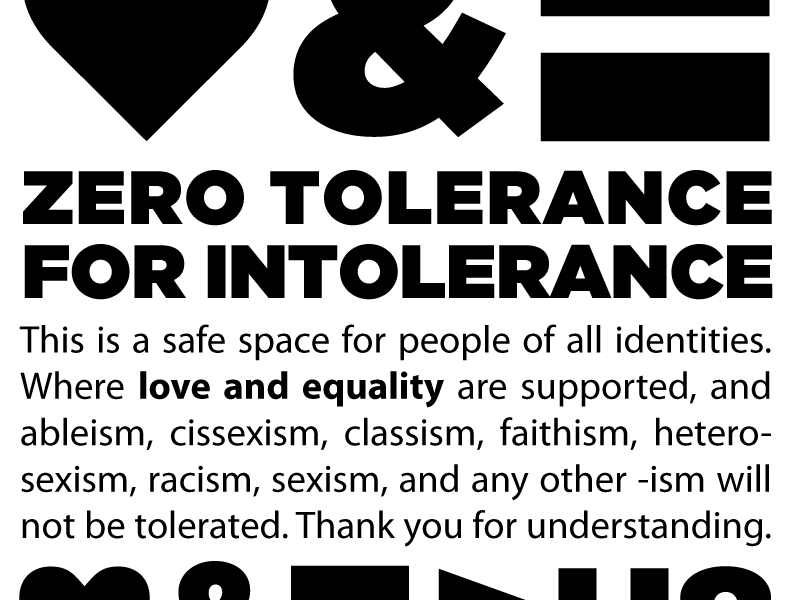 &
ZERO TOLERANCE
FOR INTOLERANCE
This is a safe space for people of all identities.
Where love and equality are supported, and
ableism, cissexism, classism, faithism, hetero-
sexism, racism, sexism, and any other -ism will
not be tolerated. Thank you for understanding.